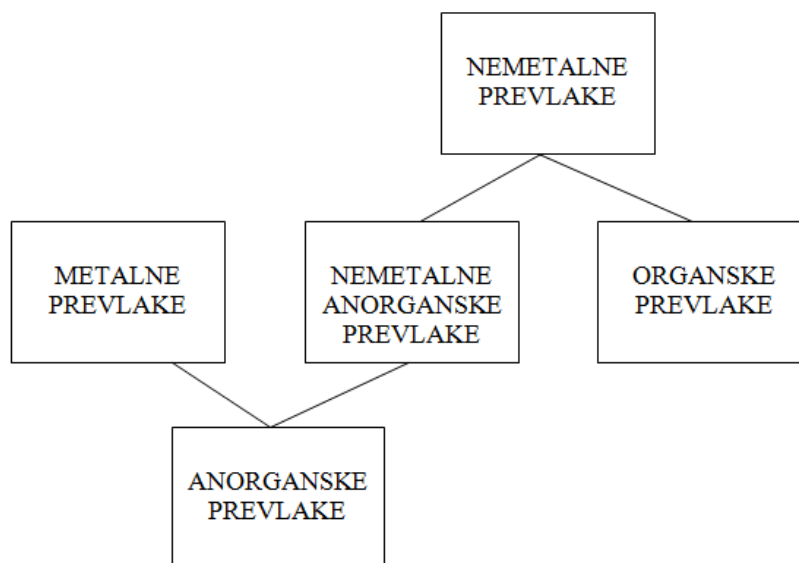 NEMETALNE
PREVLAKE
METALNE
PREVLAKE
NEMETALNE
ANORGANSKE
PREVLAKE
ORGANSKE
PREVLAKE
ANORGANSKE
PREVLAKE